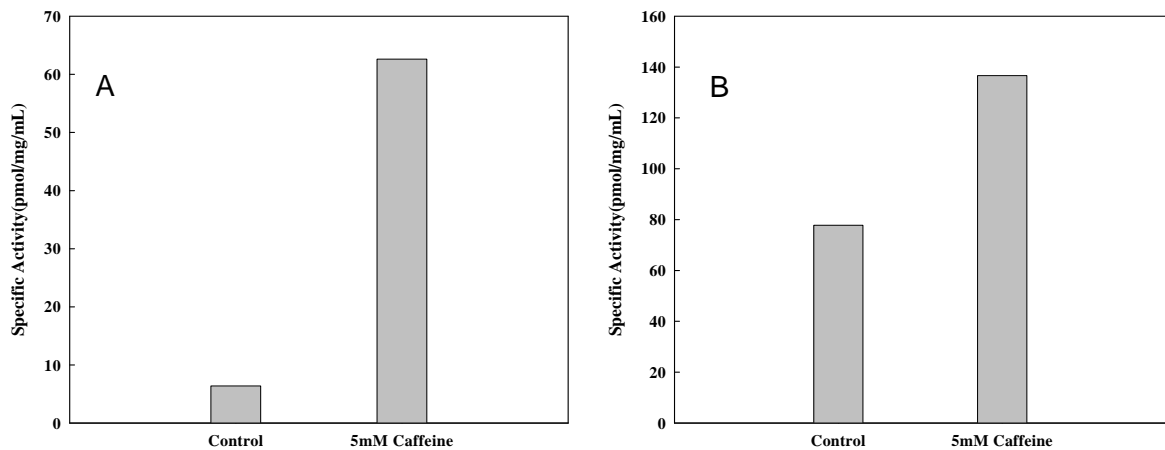 70
60
50
40
30
20
10
0
Specific Activity(pmol/mg/mL)
A
Control 5mM Caffeine
160
140
120
100
80
60
40
20
0
Specific Activity(pmol/mg/mL)
B
Control 5mM Caffeine